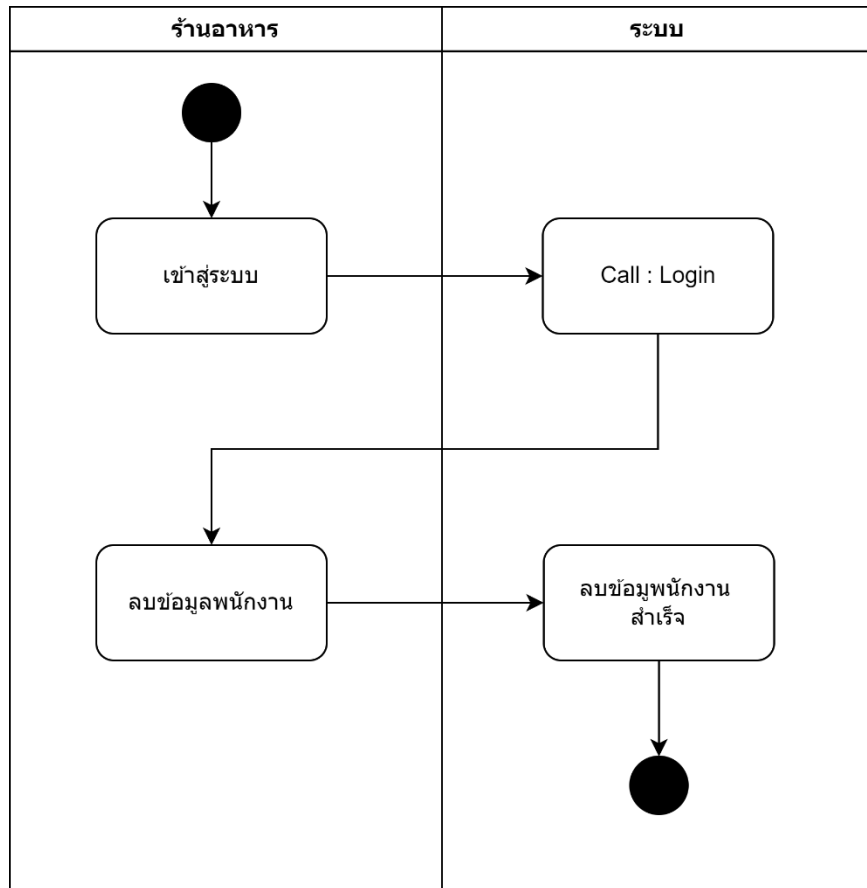 ร้านอาหาร
ระบบ
เข้าสู่ระบบ
Call : Login
ลบข้อมูลพนักงาน
ลบข้อมูพนักงาน
สำเร็จ